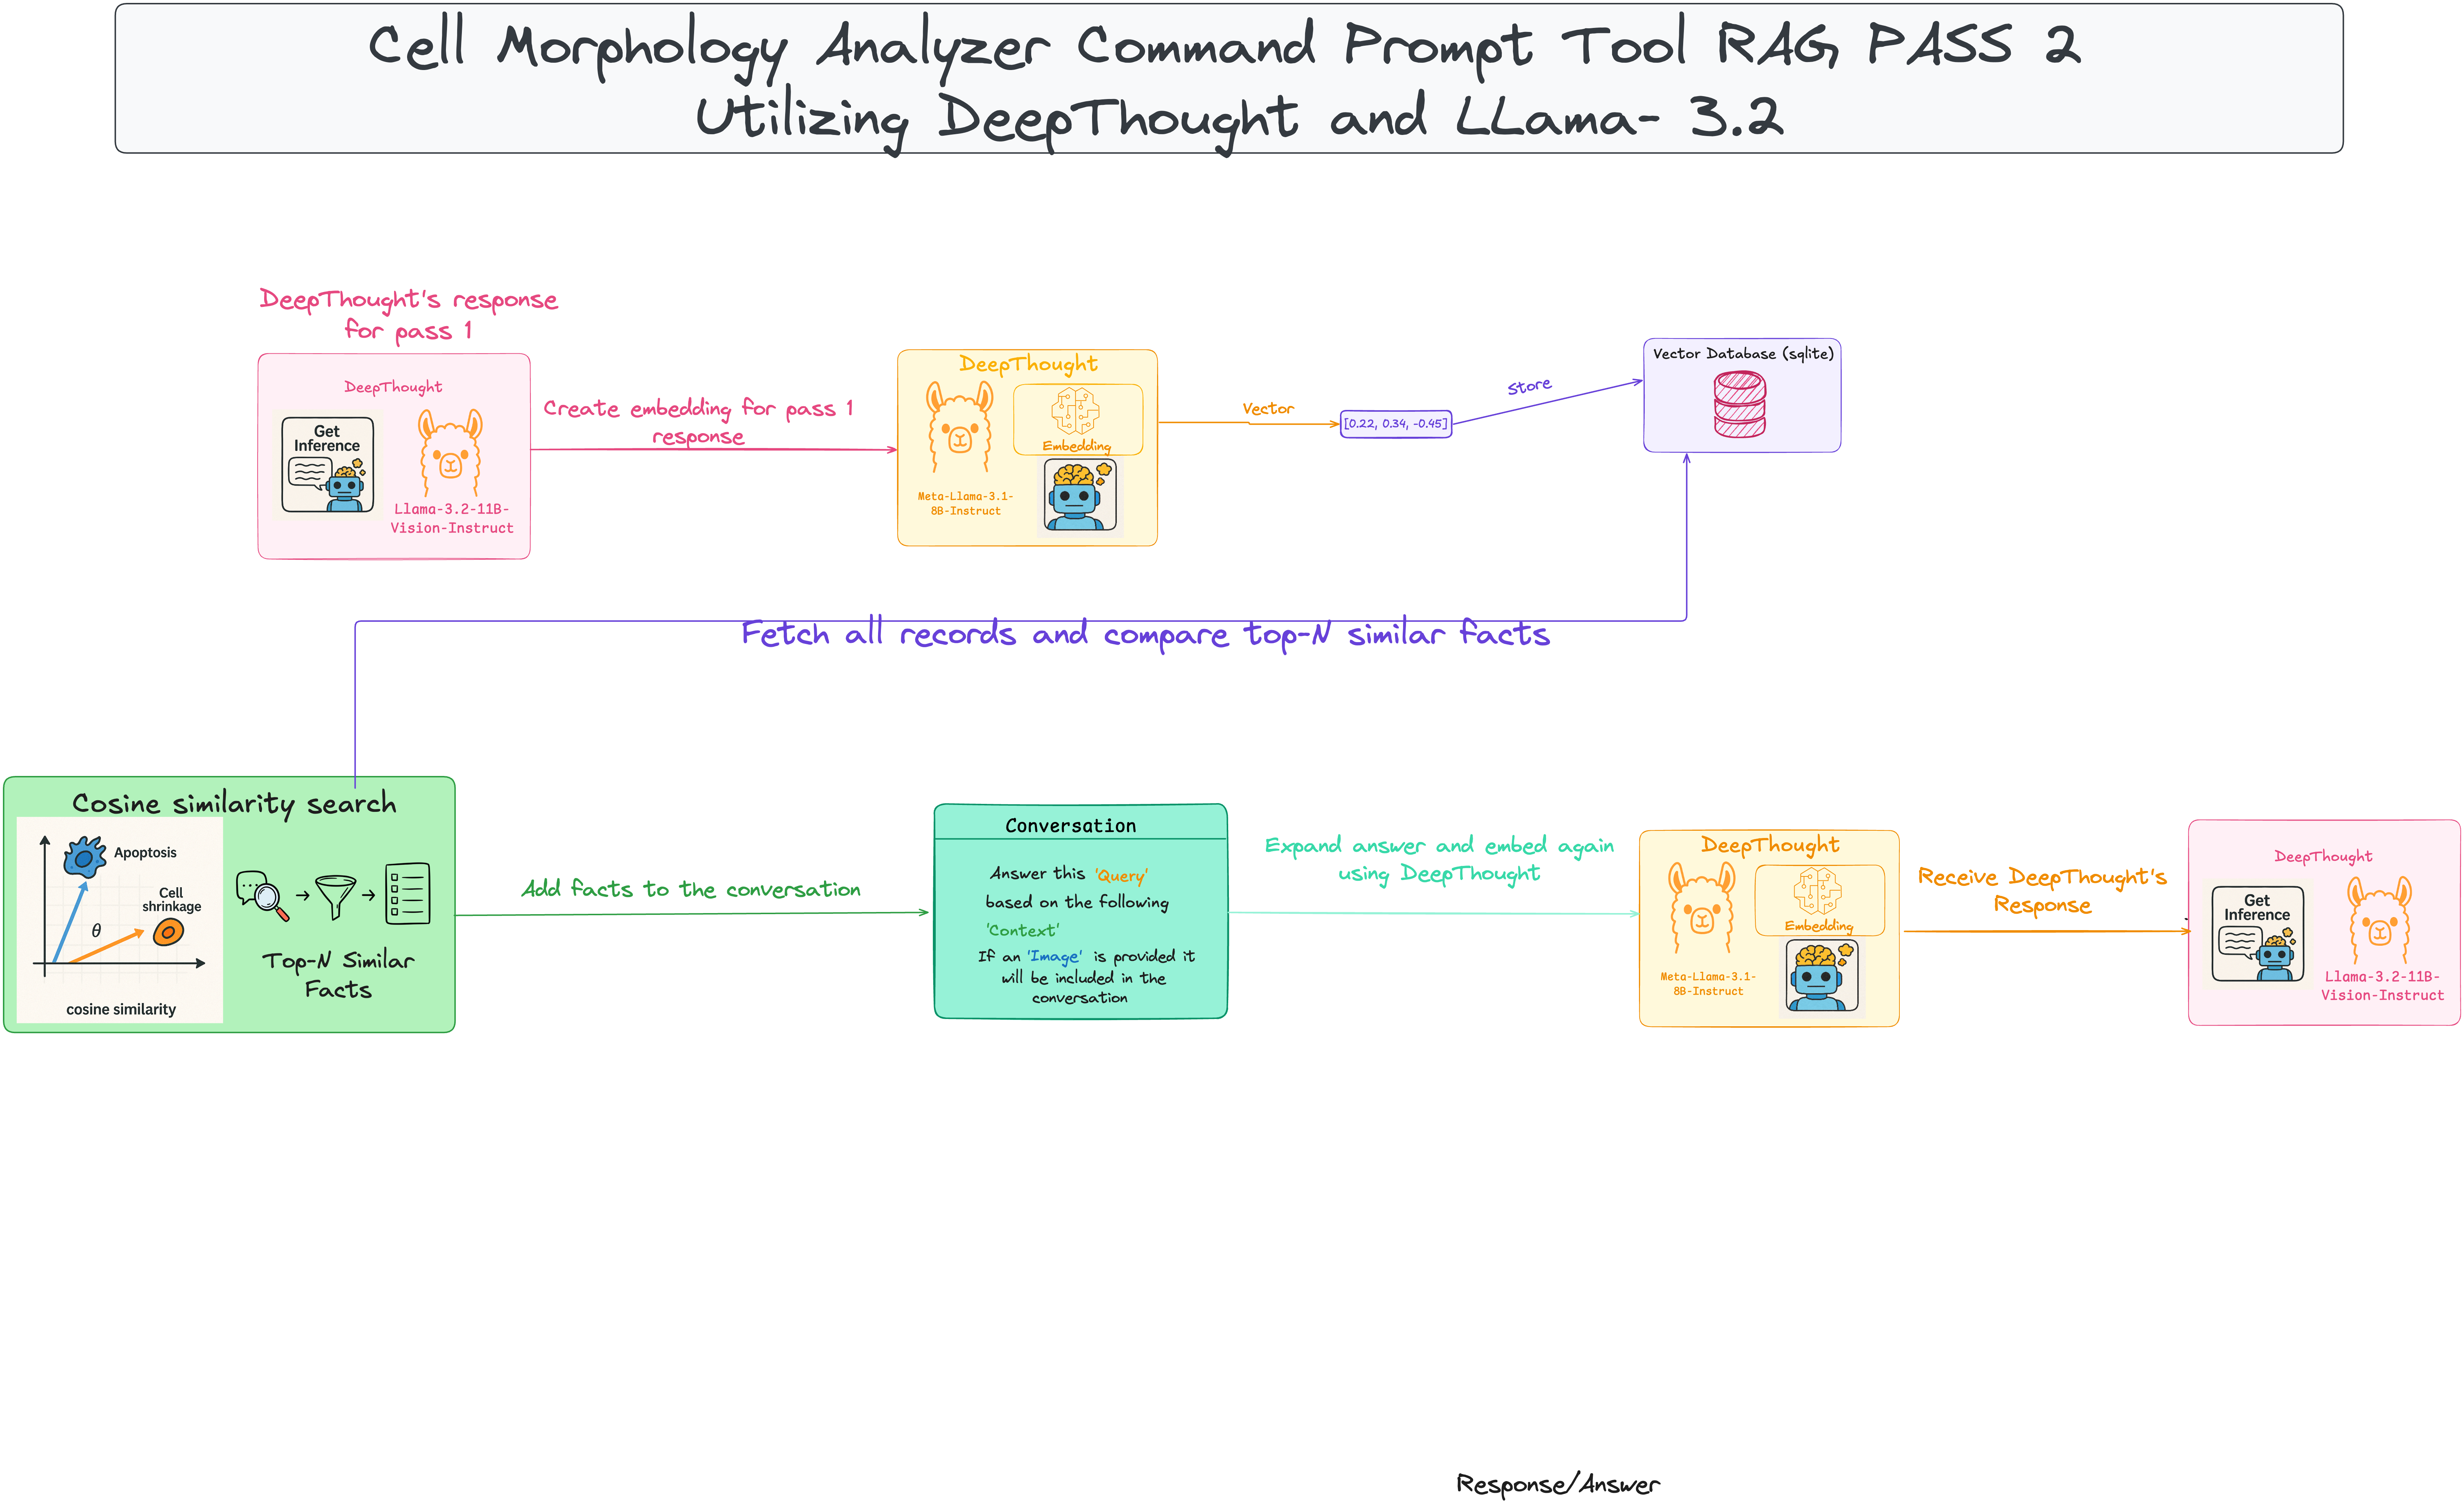 Cell Morphology Analyzer Command Prompt Tool RAG, PASS 2
Utilizing DeepThought and LLama- 3.2
DeepThought's response
for pass 1
DeepThought
Get
Inference
Llama-3.2-11B-
Vision-Instruct
Create embedding for pass 1
response
DeepThought
Embedding
Meta-Llama-3.1-
8B-Instruct
Vector
[0.22, 0.34, -0.45]
Store
Vector Database (sqlite)
Fetch all records and compare top-N similar facts
Cosine similarity search
Apoptosis
Cell
shrinkage
θ
cosine similarity
Top-N Similar
Facts
Add facts to the conversation
Conversation
Answer this 'Query'
based on the following
'Context'
If an 'Image' is provided it
will be included in the
conversation
Expand answer and embed again
using DeepThought
DeepThought
Embedding
Meta-Llama-3.1-
8B-Instruct
Receive DeepThought's
Response
DeepThought
Get
Inference
Llama-3.2-11B-
Vision-Instruct
Response/Answer